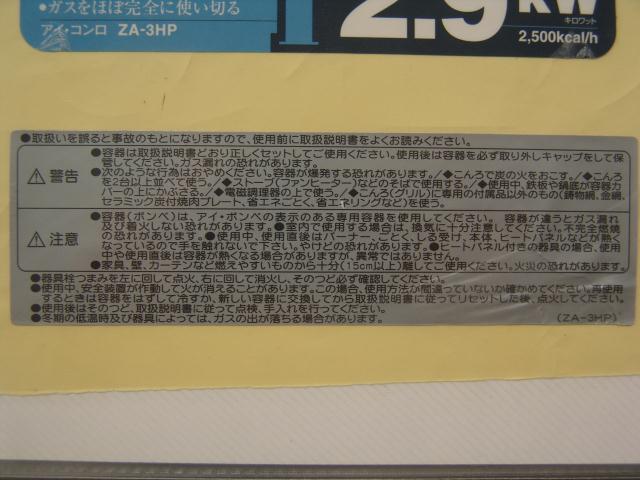 ●ガスをほぼ完全に使い切る
アイ・コンロ ZA-3HP
2.9kW
キロワット
2,500kcal/h
●取扱いを誤ると事故のもとになりますので、使用前に取扱説明書をよくお読みください。
⚠警告
●容器は取扱説明書どおり正しくセットしてご使用ください。使用後は容器を必ず取り外しキャップをして保
管してください。ガス漏れの恐れがあります。
●次のような行為はおやめください。容器が爆発する恐れがあります。/◆こんろで炭の火をおこす。/◆こんろ
を2台以上並べて使う。/◆ストーブ(ファンヒーター)などのそばで使用する。/◆使用中、鉄板や鍋底が容器カ
バーの上にかぶさる。/◆電磁調理器の上で使う。/◆こんろ(グリル)に専用の付属品以外のもの(鋳物鍋、金網、
セラミック炭付焼肉プレート、省エネごとく、省エネリングなど)を使う。
⚠注意
●容器(ボンベ)は、アイ・ボンベの表示のある専用容器を使用してください。 容器が違うとガス漏れ
及び着火しない恐れがあります。●室内で使用する場合は、換気に十分注意してください。不完全燃焼
の恐れがあります。●使用中、使用直後はバーナー、ごとく、しる受け、本体、ヒートパネルなどが熱く
なっているので手を触れないで下さい。やけどの恐れがあります。●ヒートパネル付きの器具の場合、使用
中や使用直後は容器が熱くなる場合がありますが、異常ではありません。
●家具、壁、カーテンなど燃えやすいものから十分(15cm以上)離してご使用ください。火災の恐れがあります。
●器具栓つまみを左に回して点火、右に回して消火し、そのつど必ず確認してください。
●使用中、安全装置が作動して火が消えることがあります。この場合、使用方法が間違っていないか確かめてください。再使用
するときは容器をはずして冷すか、新しい容器に交換してから取扱説明書に従ってリセットした後、点火してください。
●使用後はそのつど、取扱説明書に従って点検、手入れを行ってください。
●冬期の低温時及び器具によっては、ガスの出が落ちる場合があります。
(ZA-3HP)